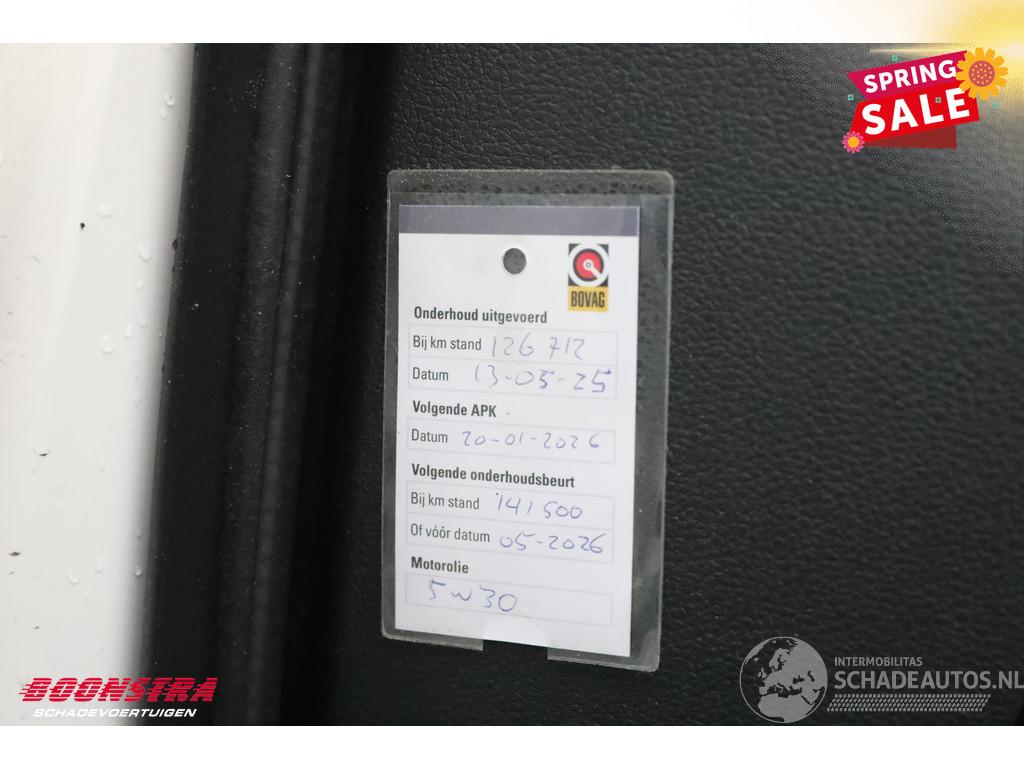 SPRING
SALE
BOVAG
Onderhoud uitgevoerd
Bij km stand 126 712
Datum 13-05-25
Volgende APK
Datum 20-01-2026
Volgende onderhoudsbeurt
Bij km stand 141 500
Of vóór datum 05-2026
Motorolie
5W30
BOONSTRA
SCHADEVOERTUIGEN
INTERMOBILITAS
SCHADEAUTOS.NL